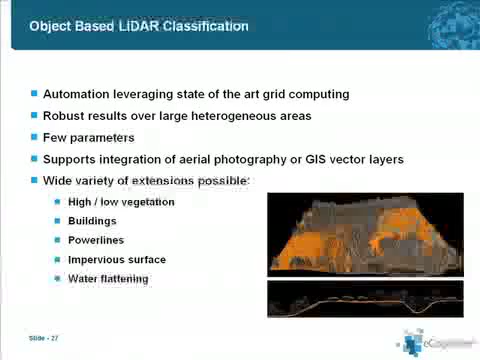 Object Based LiDAR Classification
Automation leveraging state of the art grid computing
Robust results over large heterogeneous areas
Few parameters
Supports integration of aerial photography or GIS vector layers
Wide variety of extensions possible:
High / low vegetation
Buildings
Powerlines
Impervious surface
Water flattening
Slide - 27
eCognition